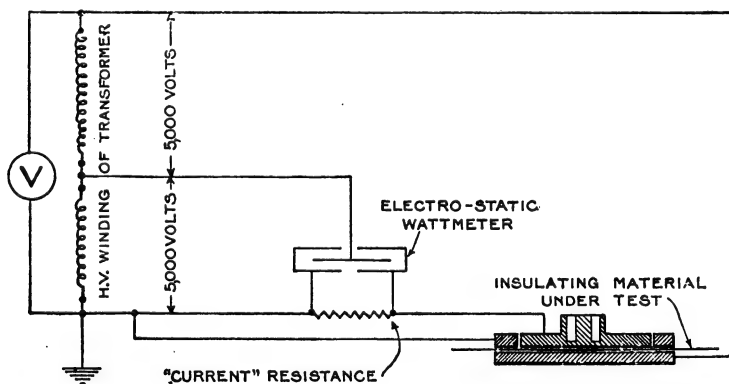 H.V. WINDING OF TRANSFORMER
5,000 VOLTS
5,000 VOLTS
V
ELECTRO-STATIC
WATTMETER
INSULATING MATERIAL
UNDER TEST
"CURRENT" RESISTANCE